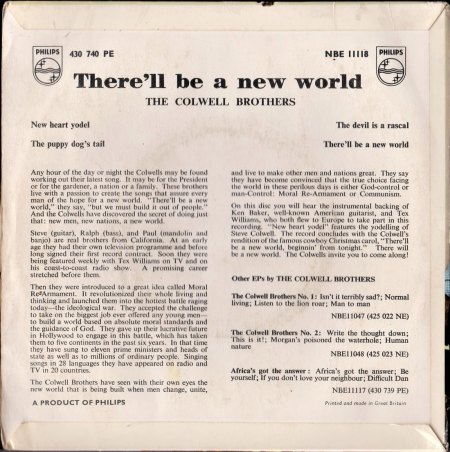 PHILIPS
430 740 PE
NBE 11118
PHILIPS
There'll be a new world
THE COLWELL BROTHERS
New heart yodel
The devil is a rascal
The puppy dog's tail
There'll be a new world
Any hour of the day or night the Colwells may be found
working out their latest song. It may be for the President
or for the gardener, a nation or a family. These brothers
live with a passion to create the songs that assure every
man of the hope for a new world. "There'll be a new
world," they say, "but we must build it out of people."
And the Colwells have discovered the secret of doing just
that: new men, new nations, a new world.
Steve (guitar), Ralph (bass), and Paul (mandolin and
banjo) are real brothers from California. At an early
age they had their own television programme and before
long signed their first record contract. Soon they were
being featured weekly with Tex Williams on TV and on
his coast-to-coast radio show. A promising career
stretched before them.
Then they were introduced to a great idea called Moral
Re-Armament. It revolutionized their whole living and
thinking and launched them into the hottest battle raging
today—the ideological war. They accepted the challenge
to take on the biggest job ever offered any young men—
to build a world based on absolute moral standards and
the guidance of God. They gave up their lucrative future
in Hollywood to engage in this battle, which has taken
them to five continents in the past six years. In that time
they have sung to eleven prime ministers and heads of
state as well as to millions of ordinary people. Singing
songs in 28 languages they have appeared on radio and
TV in 20 countries.
The Colwell Brothers have seen with their own eyes the
new world that is being built when men change, unite,
and live to make other men and nations great. They say
they have become convinced that the true choice facing
the world in these perilous days is either God-control or
man-Control: Moral Re-Armament or Communism.
On this disc you will hear the instrumental backing of
Ken Baker, well-known American guitarist, and Tex
Williams, who both flew to Europe to take part in this
recording. "New heart yodel" features the yodelling of
Steve Colwell. The record concludes with the Colwell's
rendition of the famous cowboy Christmas carol, "There'll
be a new world, beginnin' from tonight." There will
be a new world. The Colwells invite you to come along!
Other EPs by THE COLWELL BROTHERS
The Colwell Brothers No. 1: Isn't it terribly sad?; Normal
living; Listen to the lion roar; Man to man
NBE11047 (425 022 NE)
The Colwell Brothers No. 2: Write the thought down;
This is it!; Morgan's poisoned the waterhole; Human
nature
NBE11048 (425 023 NE)
Africa's got the answer: Africa's got the answer; Be
yourself; If you don't love your neighbour; Difficult Dan
NBE11117 (430 739 PE)
A PRODUCT OF PHILIPS
Printed and made in Great Britain